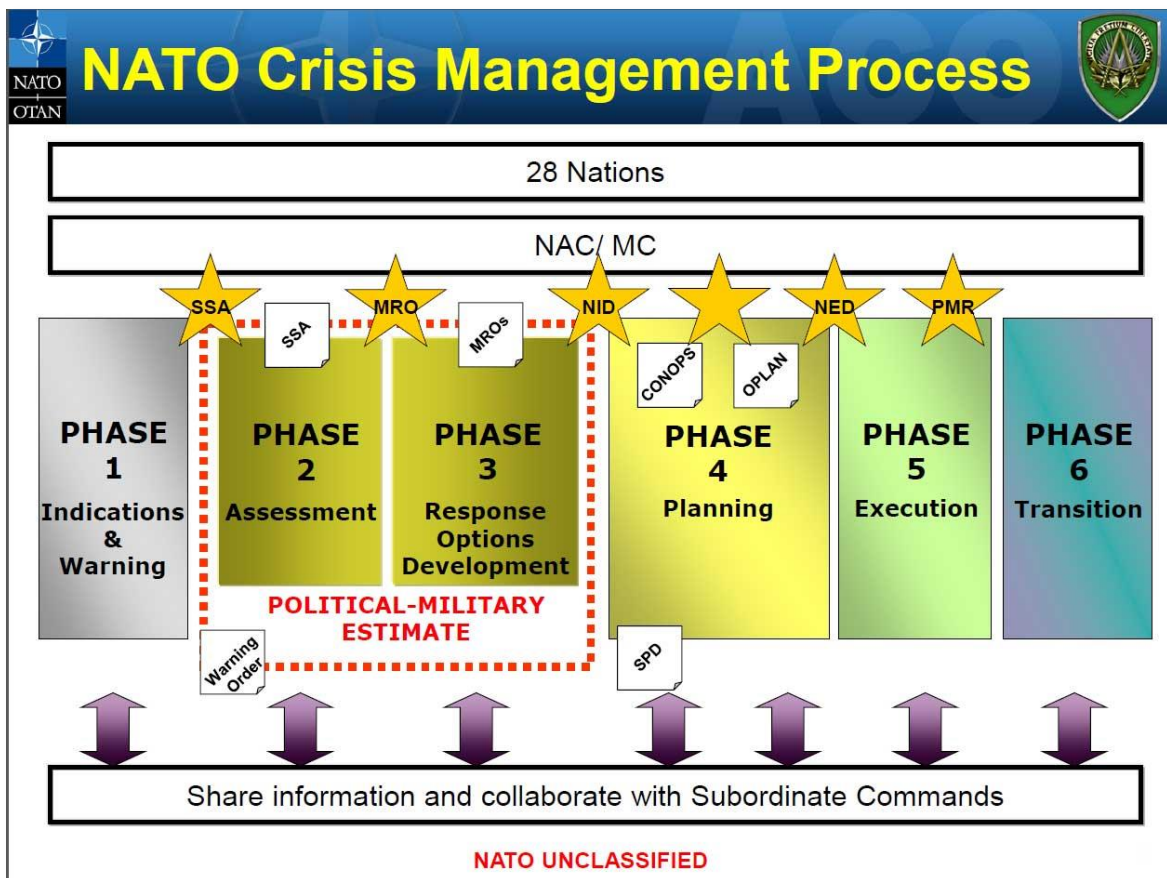 NATO
OTAN
NATO Crisis Management Process
28 Nations
NAC/ MC
SSA
MRO
NID
NED
PMR
SSA
MROs
CONOPS
OPLAN
PHASE
1
Indications
&
Warning
PHASE
2
Assessment
PHASE
3
Response
Options
Development
POLITICAL-MILITARY
ESTIMATE
Warning
Order
PHASE
4
Planning
SPD
PHASE
5
Execution
PHASE
6
Transition
Share information and collaborate with Subordinate Commands
NATO UNCLASSIFIED